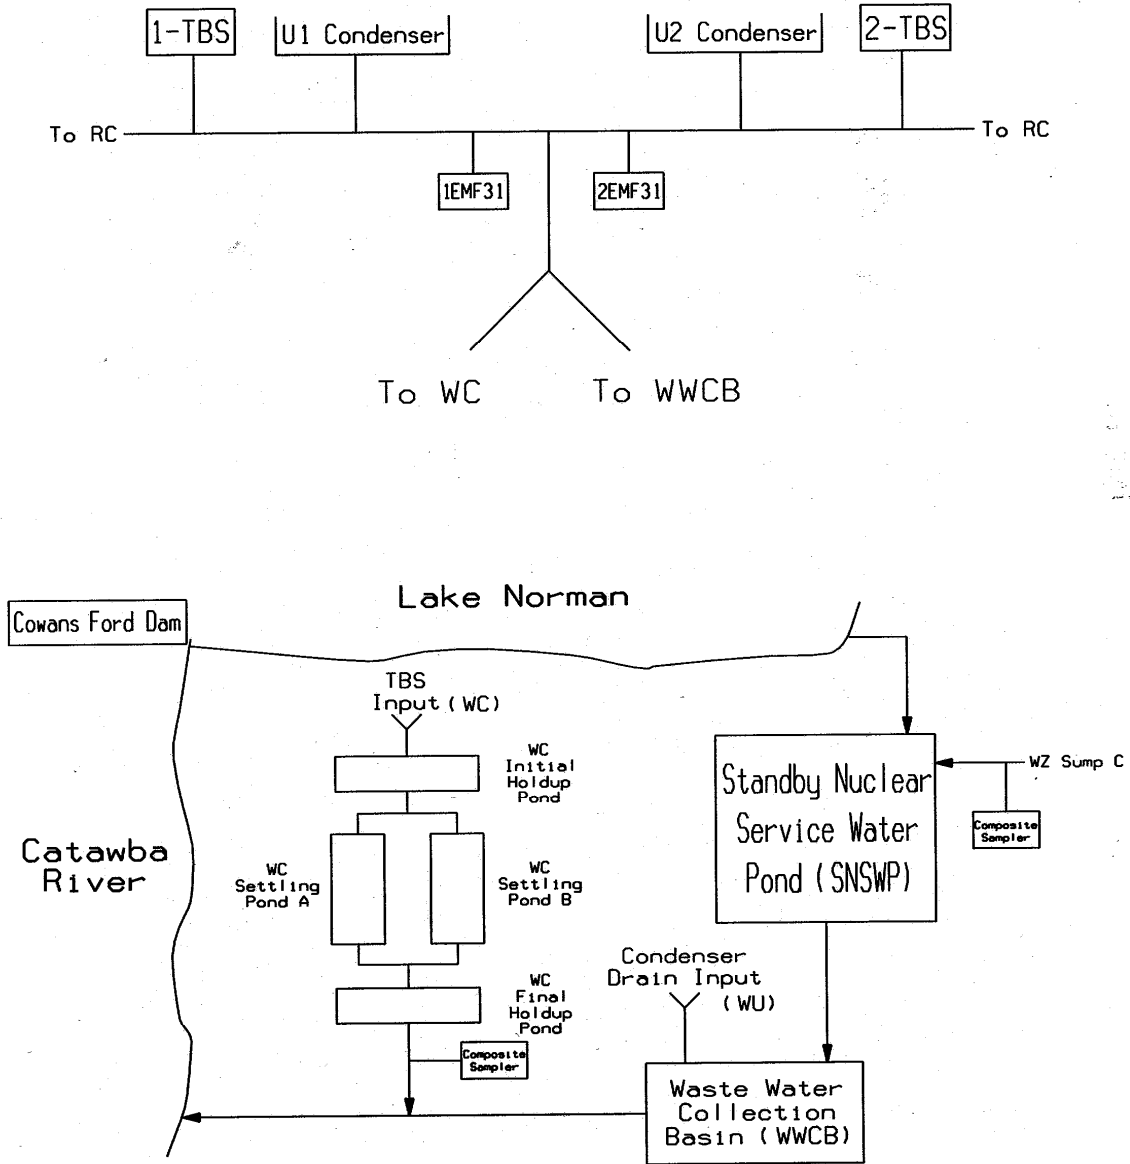 1-TBS
U1 Condenser
U2 Condenser
2-TBS
To RC
To RC
1EMF31
2EMF31
To WC
To WWCB
Lake Norman
Cowans Ford Dam
TBS
Input (WC)
WC
Initial
Holdup
Pond
Standby Nuclear
Service Water
Pond (SNSWP)
WZ Sump C
Composite
Sampler
Catawba
River
WC
Settling
Pond A
WC
Settling
Pond B
Condenser
Drain Input
(WU)
WC
Final
Holdup
Pond
Composite
Sampler
Waste Water
Collection
Basin (WWCB)